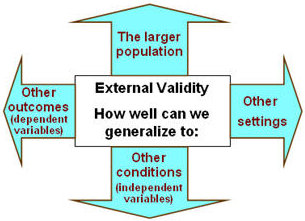 The larger
population
Other
outcomes
(dependent
variables)
External Validity
How well can we
generalize to:
Other
settings
Other
conditions
(independent
variables)